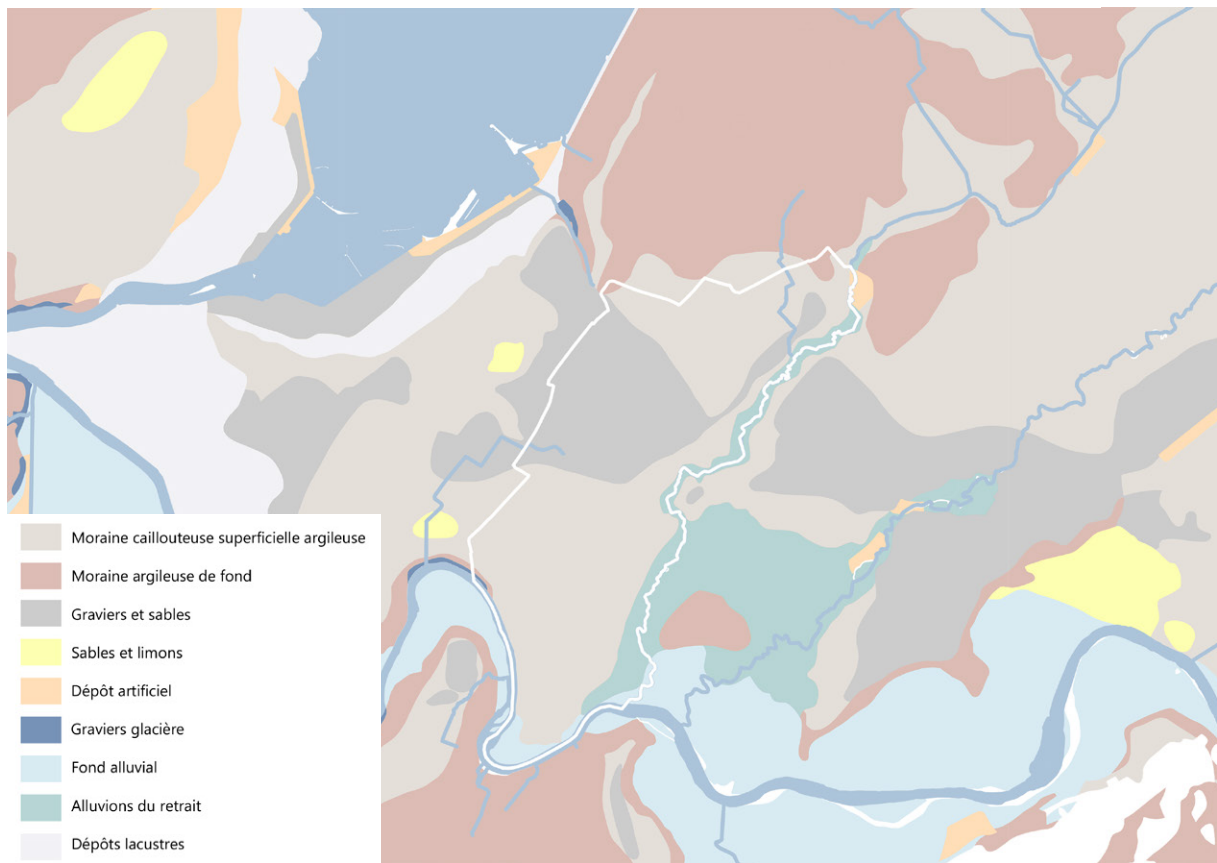 Moraine caillouteuse superficielle argileuse
Moraine argileuse de fond
Graviers et sables
Sables et limons
Dépôt artificiel
Graviers glacière
Fond alluvial
Alluvions du retrait
Dépôts lacustres